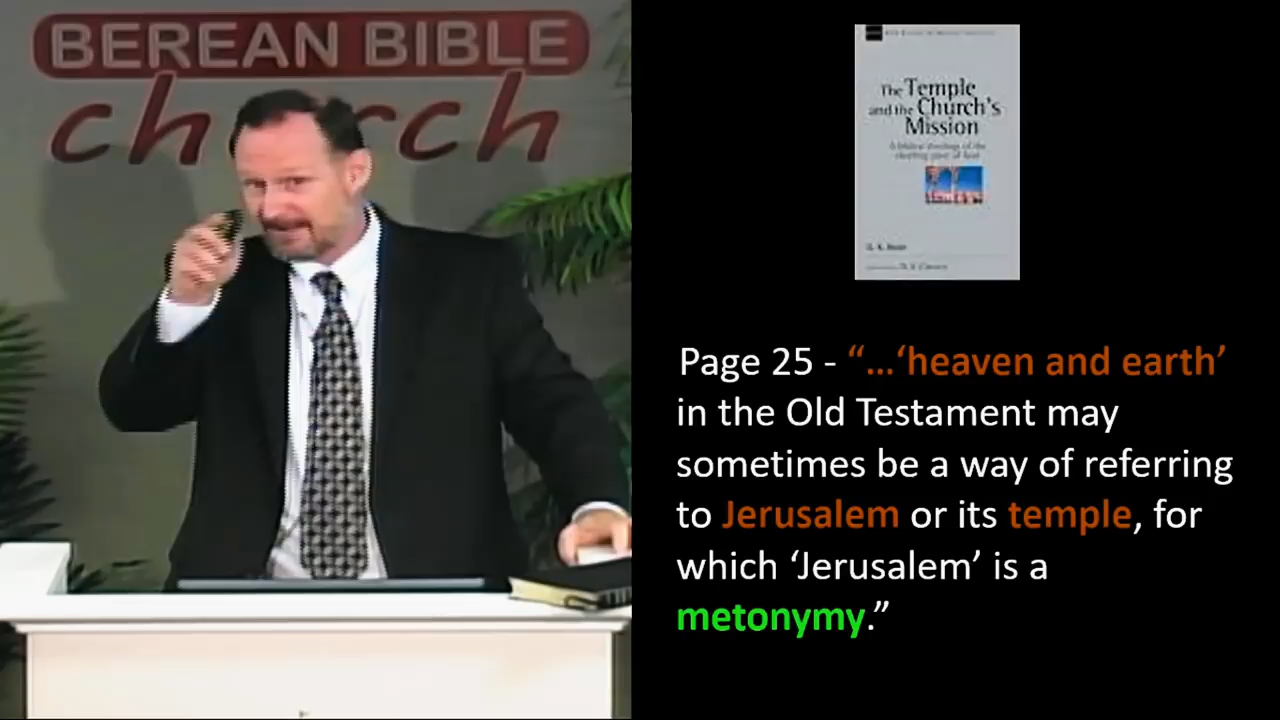 BEREAN BIBLE
church
The Temple
and the Church's
Mission
Page 25 - “...‘heaven and earth’
in the Old Testament may
sometimes be a way of referring
to Jerusalem or its temple, for
which ‘Jerusalem’ is a
metonymy.”